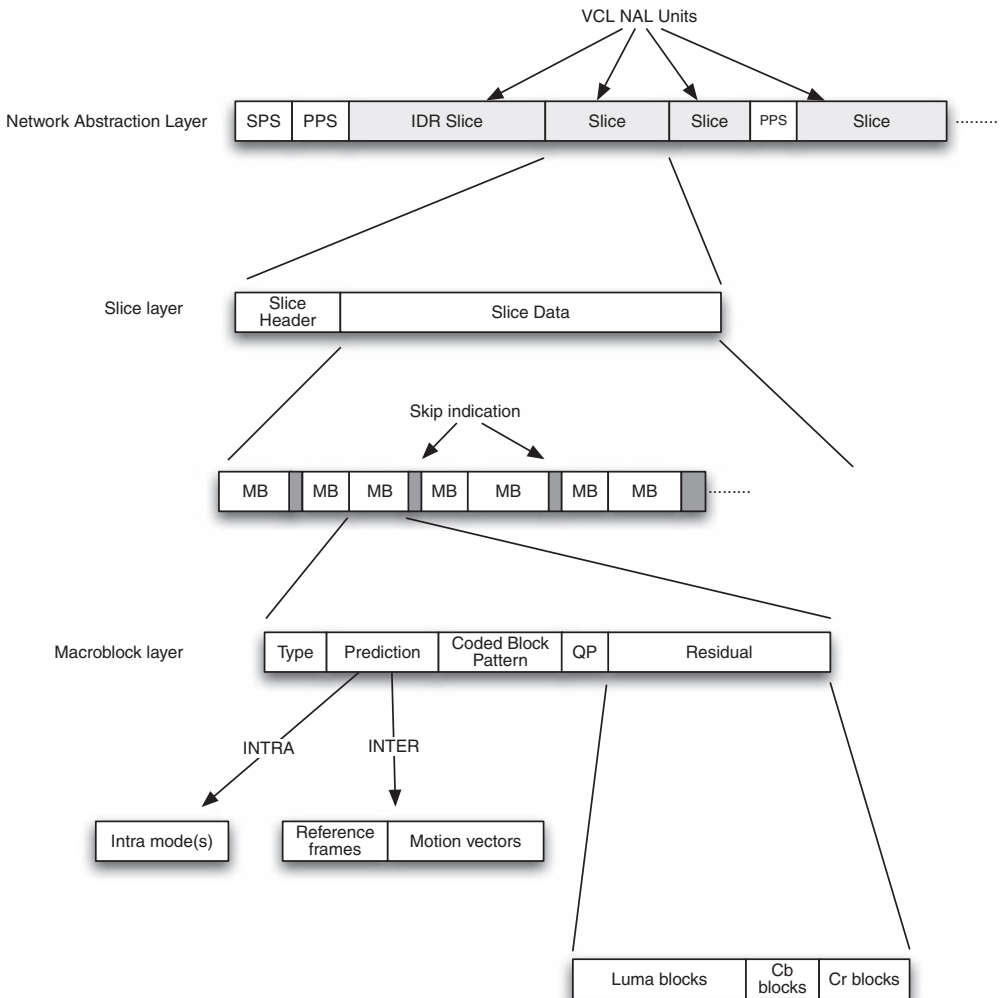 VCL NAL Units
Network Abstraction Layer
SPS
PPS
IDR Slice
Slice
Slice
PPS
Slice
Slice layer
Slice
Header
Slice Data
Skip indication
MB
MB
MB
MB
MB
MB
MB
Macroblock layer
Type
Prediction
Coded Block
Pattern
QP
Residual
INTRA
INTER
Intra mode(s)
Reference
frames
Motion vectors
Luma blocks
Cb
blocks
Cr blocks